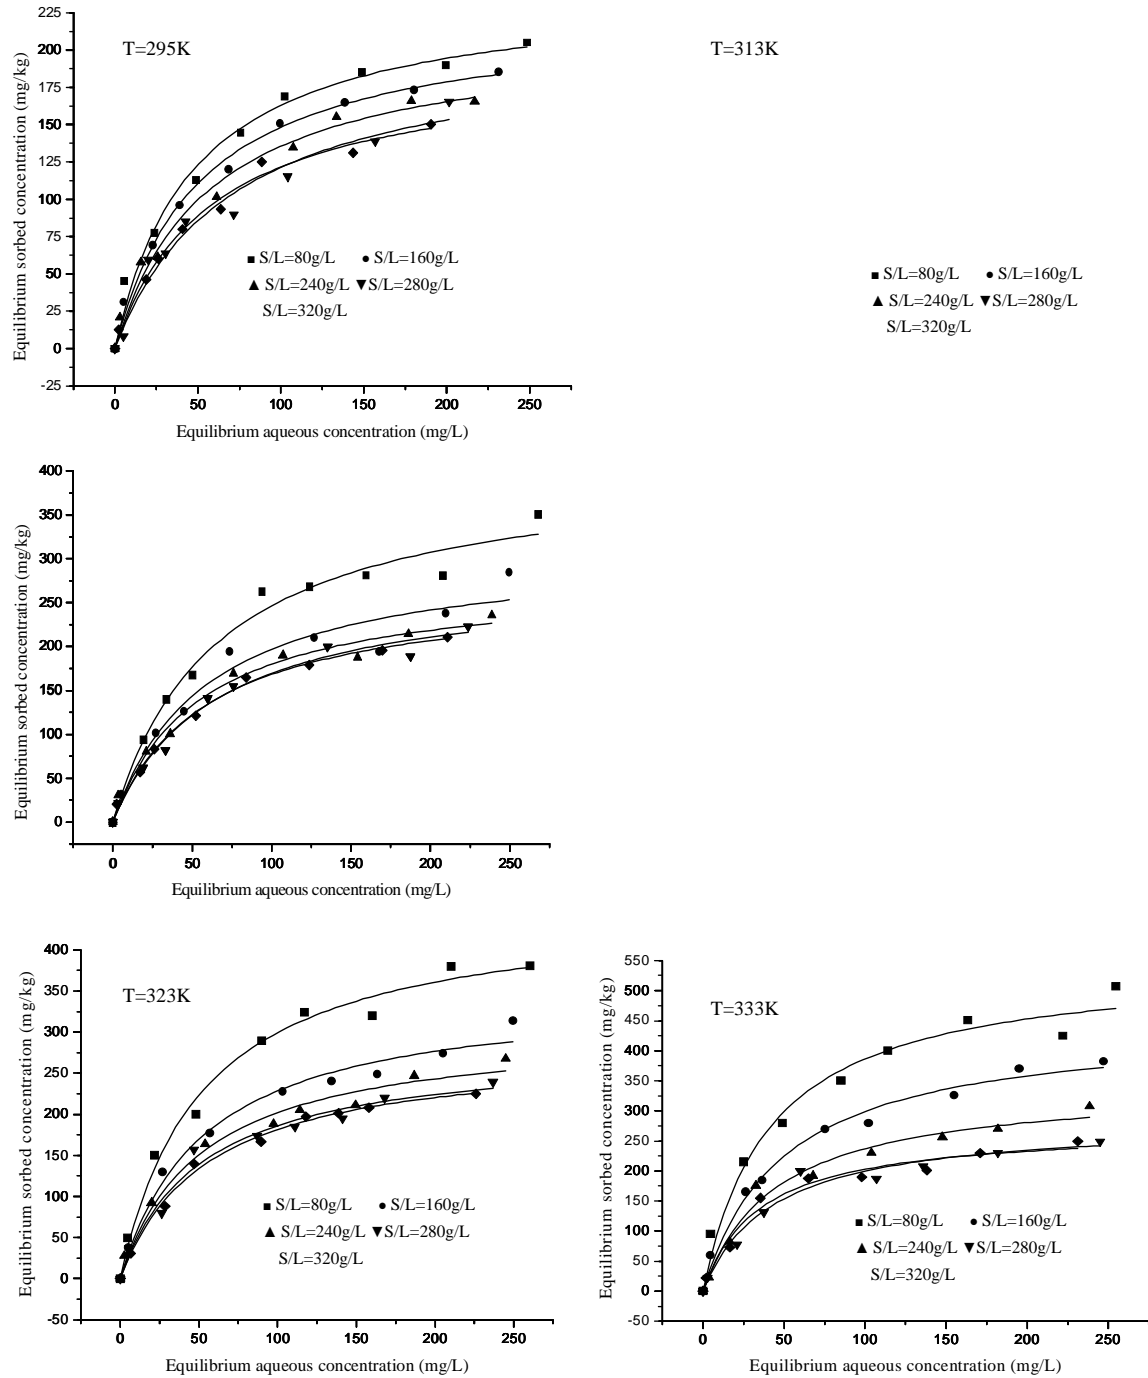 T=295K
Equilibrium sorbed concentration (mg/kg)
225
200
175
150
125
100
75
50
25
0
-25
S/L=80g/L S/L=160g/L
S/L=240g/L S/L=280g/L
S/L=320g/L
0 50 100 150 200 250
Equilibrium aqueous concentration (mg/L)
T=313K
S/L=80g/L S/L=160g/L
S/L=240g/L S/L=280g/L
S/L=320g/L
Equilibrium sorbed concentration (mg/kg)
400
350
300
250
200
150
100
50
0
0 50 100 150 200 250
Equilibrium aqueous concentration (mg/L)
T=323K
Equilibrium sorbed concentration (mg/kg)
400
350
300
250
200
150
100
50
0
-50
S/L=80g/L S/L=160g/L
S/L=240g/L S/L=280g/L
S/L=320g/L
0 50 100 150 200 250
Equilibrium aqueous concentration (mg/L)
T=333K
Equilibrium sorbed concentration (mg/kg)
550
500
450
400
350
300
250
200
150
100
50
0
-50
S/L=80g/L S/L=160g/L
S/L=240g/L S/L=280g/L
S/L=320g/L
0 50 100 150 200 250
Equilibrium aqueous concentration (mg/L)